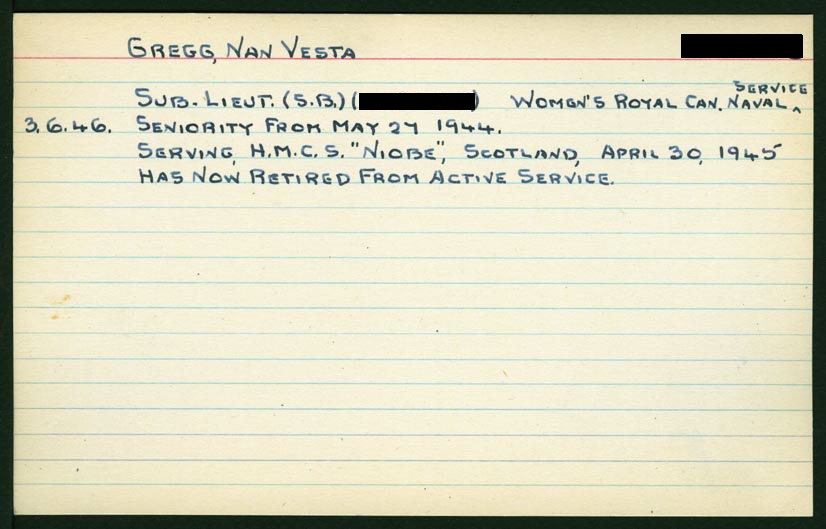 GREGG, NAN VESTA
SUB. LIEUT. (S.B.) ( ) WOMEN'S ROYAL CAN. NAVAL ^ SERVICE
3.6.46. SENIORITY FROM MAY 27 1944.
SERVING, H.M.C.S. "NIOBE", SCOTLAND, APRIL 30, 1945
HAS NOW RETIRED FROM ACTIVE SERVICE.